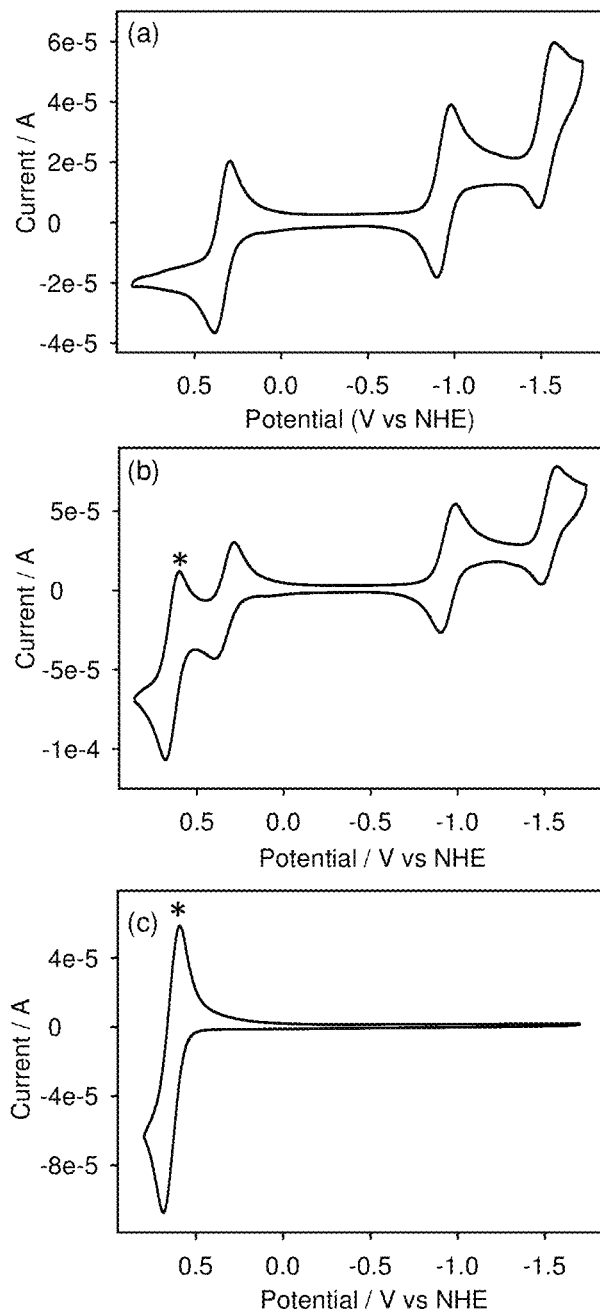 (a)
6e-5
4e-5
2e-5
0
-2e-5
-4e-5
Current / A
0.5 0.0 -0.5 -1.0 -1.5
Potential (V vs NHE)
(b)
*
5e-5
0
-5e-5
-1e-4
Current / A
0.5 0.0 -0.5 -1.0 -1.5
Potential / V vs NHE
(c)
*
4e-5
0
-4e-5
-8e-5
Current / A
0.5 0.0 -0.5 -1.0 -1.5
Potential / V vs NHE